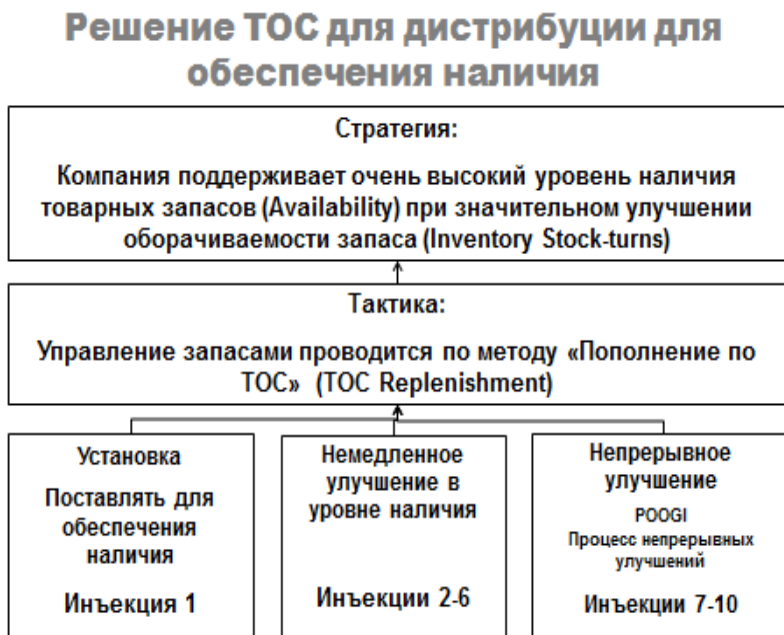 Решение ТОС для дистрибуции для
обеспечения наличия
Стратегия:
Компания поддерживает очень высокий уровень наличия
товарных запасов (Availability) при значительном улучшении
оборачиваемости запаса (Inventory Stock-turns)
Тактика:
Управление запасами проводится по методу «Пополнение по
ТОС» (TOC Replenishment)
Установка
Поставлять для
обеспечения
наличия
Инъекция 1
Немедленное
улучшение в
уровне наличия
Инъекции 2-6
Непрерывное
улучшение
POOGI
Процесс непрерывных
улучшений
Инъекции 7-10